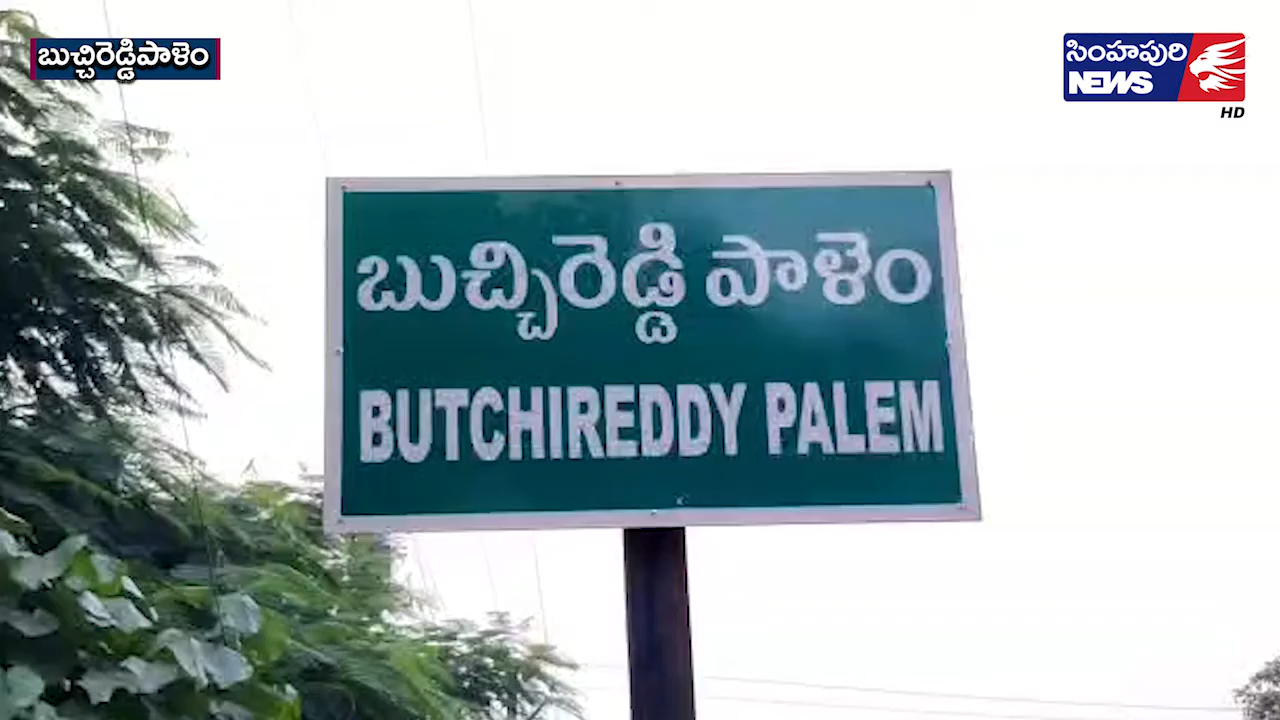 బుచ్చిరెడ్డిపాళెం
సింహపురి
NEWS
HD
బుచ్చిరెడ్డి పాళెం
BUTCHIREDDY PALEM